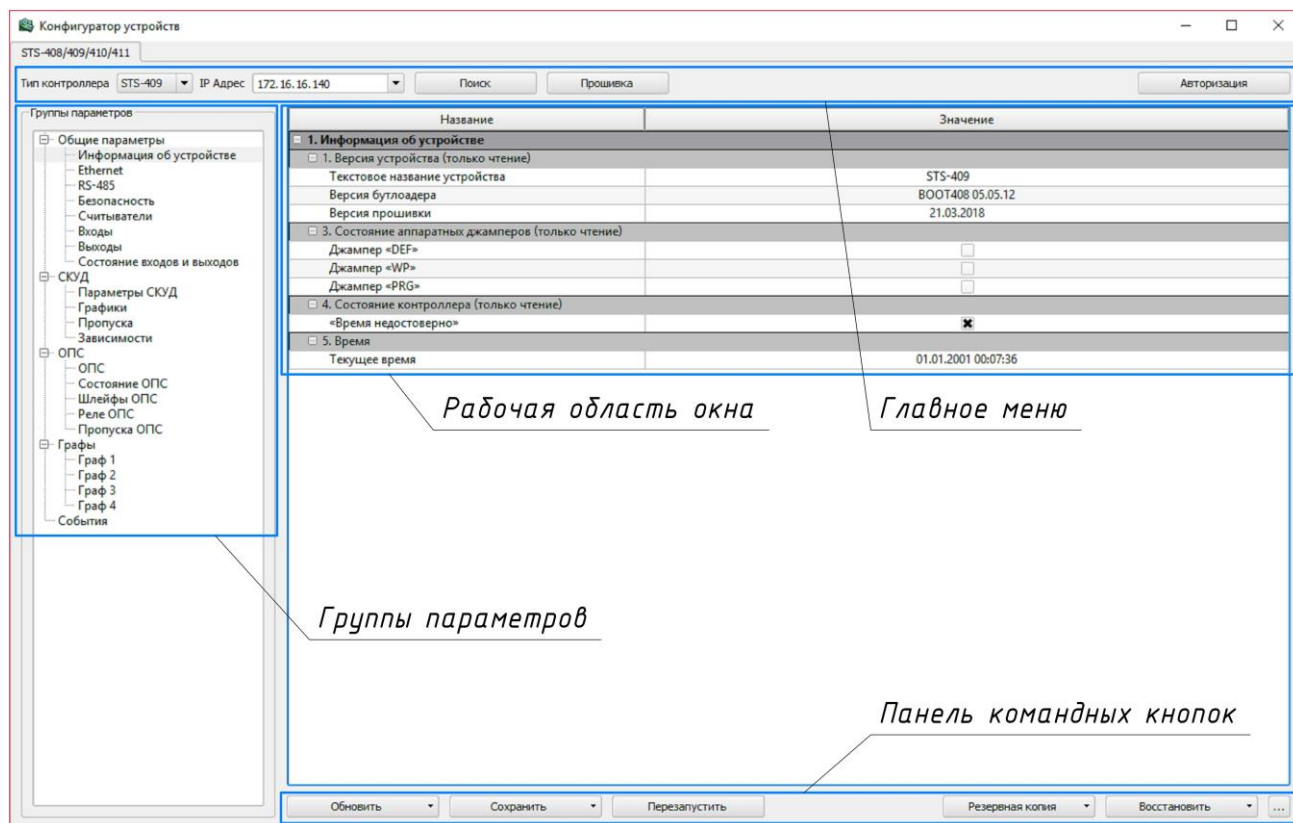 Конфигуратор устройств
STS-408/409/410/411
Тип контроллера STS-409 IP Адрес 172.16.16.140 Поиск Прошивка Авторизация
Группы параметров
Общие параметры
Информация об устройстве
Ethernet
RS-485
Безопасность
Считыватели
Входы
Выходы
Состояние входов и выходов
СКУД
Параметры СКУД
Графики
Пропуска
Зависимости
ОПС
ОПС
Состояние ОПС
Шлейфы ОПС
Реле ОПС
Пропуска ОПС
Графы
Граф 1
Граф 2
Граф 3
Граф 4
События
Название Значение
1. Информация об устройстве
1. Версия устройства (только чтение)
Текстовое название устройства STS-409
Версия бутлоадера BOOT408 05.05.12
Версия прошивки 21.03.2018
3. Состояние аппаратных джамперов (только чтение)
Джампер «DEF»
Джампер «WP»
Джампер «PRG»
4. Состояние контроллера (только чтение)
«Время недостоверно»
5. Время
Текущее время 01.01.2001 00:07:36
Рабочая область окна Главное меню
Группы параметров
Панель командных кнопок
Обновить Сохранить Перезапустить Резервная копия Восстановить ...